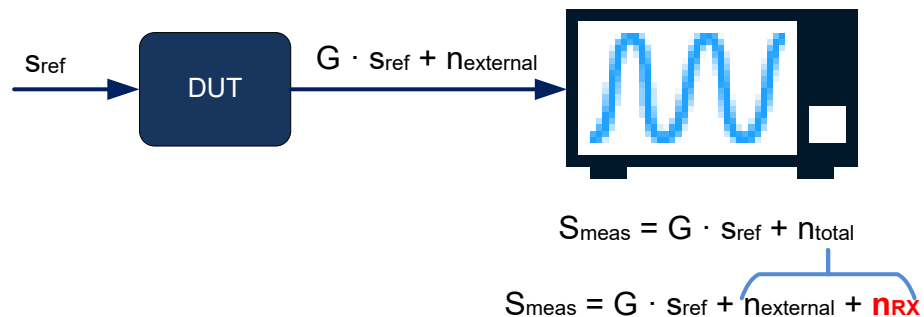 sref
DUT
G · sref + nexternal
Smeas = G · sref + ntotal
Smeas = G · sref + nexternal + nRX